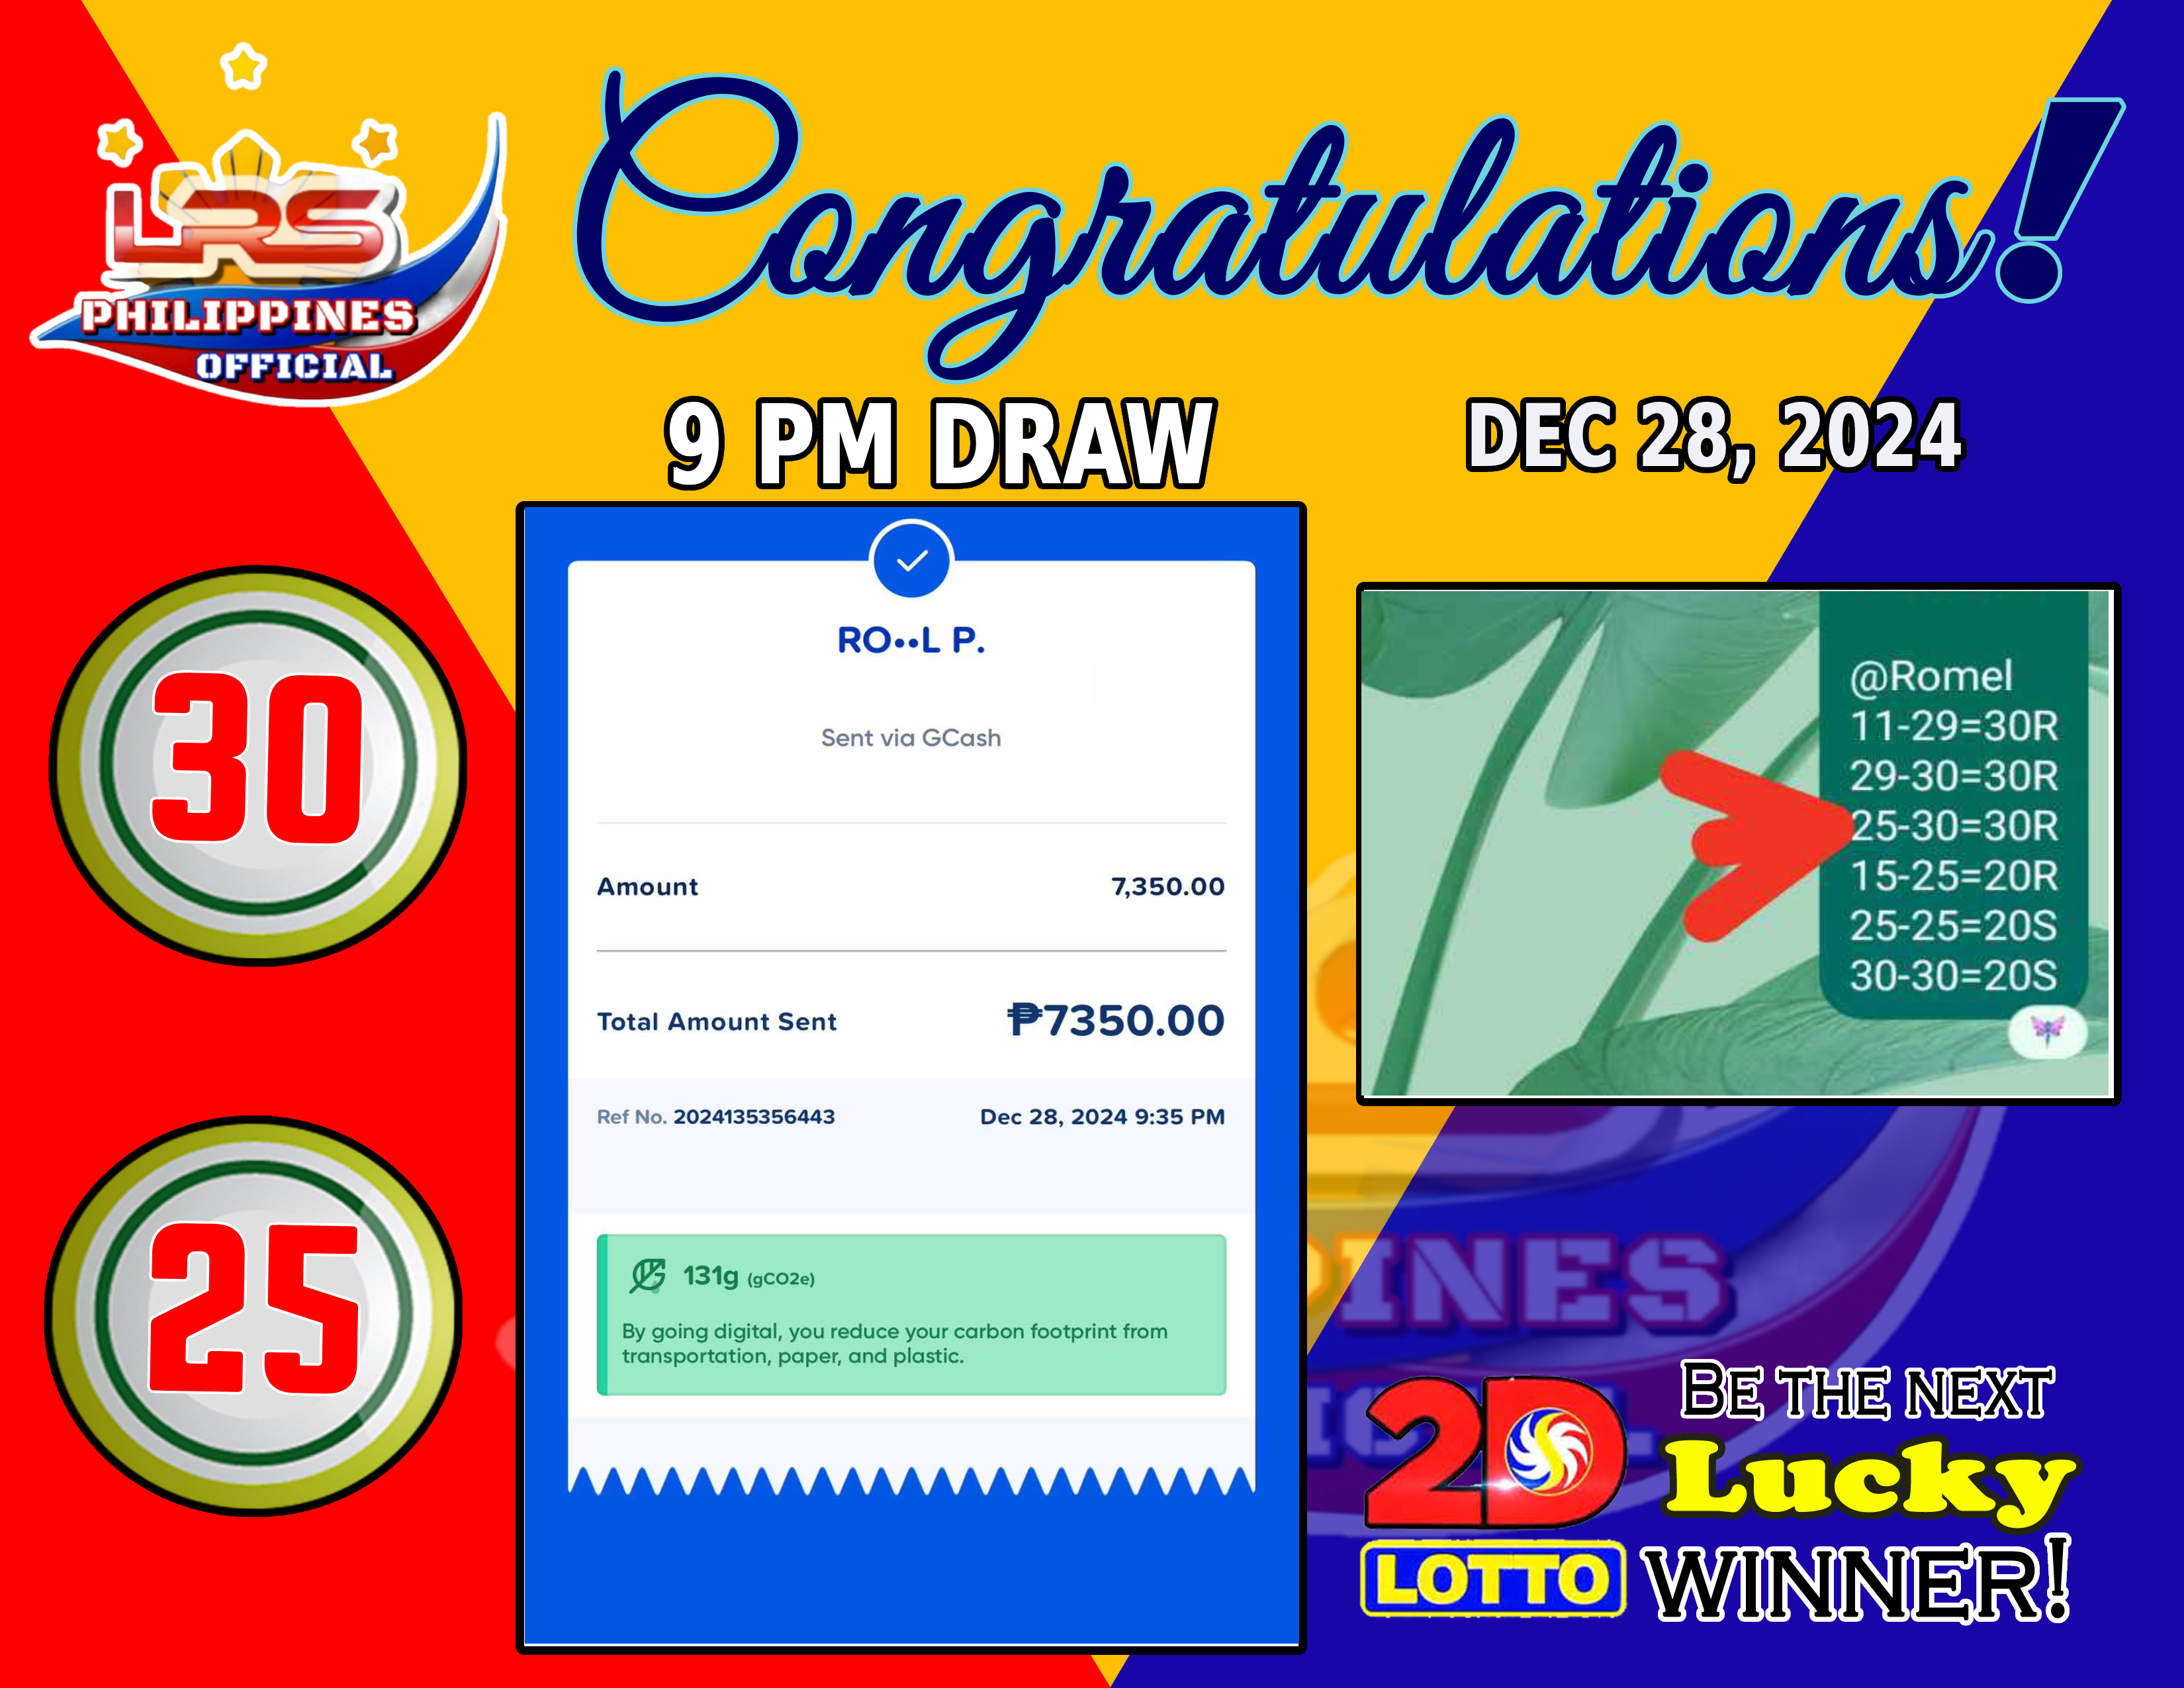 LRS
PHILIPPINES
OFFICIAL
Congratulations!
9 PM DRAW
DEC 28, 2024
30
25
RO••L P.
Sent via GCash
Amount 7,350.00
Total Amount Sent ₱7350.00
Ref No. 2024135356443 Dec 28, 2024 9:35 PM
131g (gCO2e)
By going digital, you reduce your carbon footprint from
transportation, paper, and plastic.
@Romel
11-29=30R
29-30=30R
25-30=30R
15-25=20R
25-25=20S
30-30=20S
PINES
2D
LOTTO
BE THE NEXT
Lucky
WINNER!